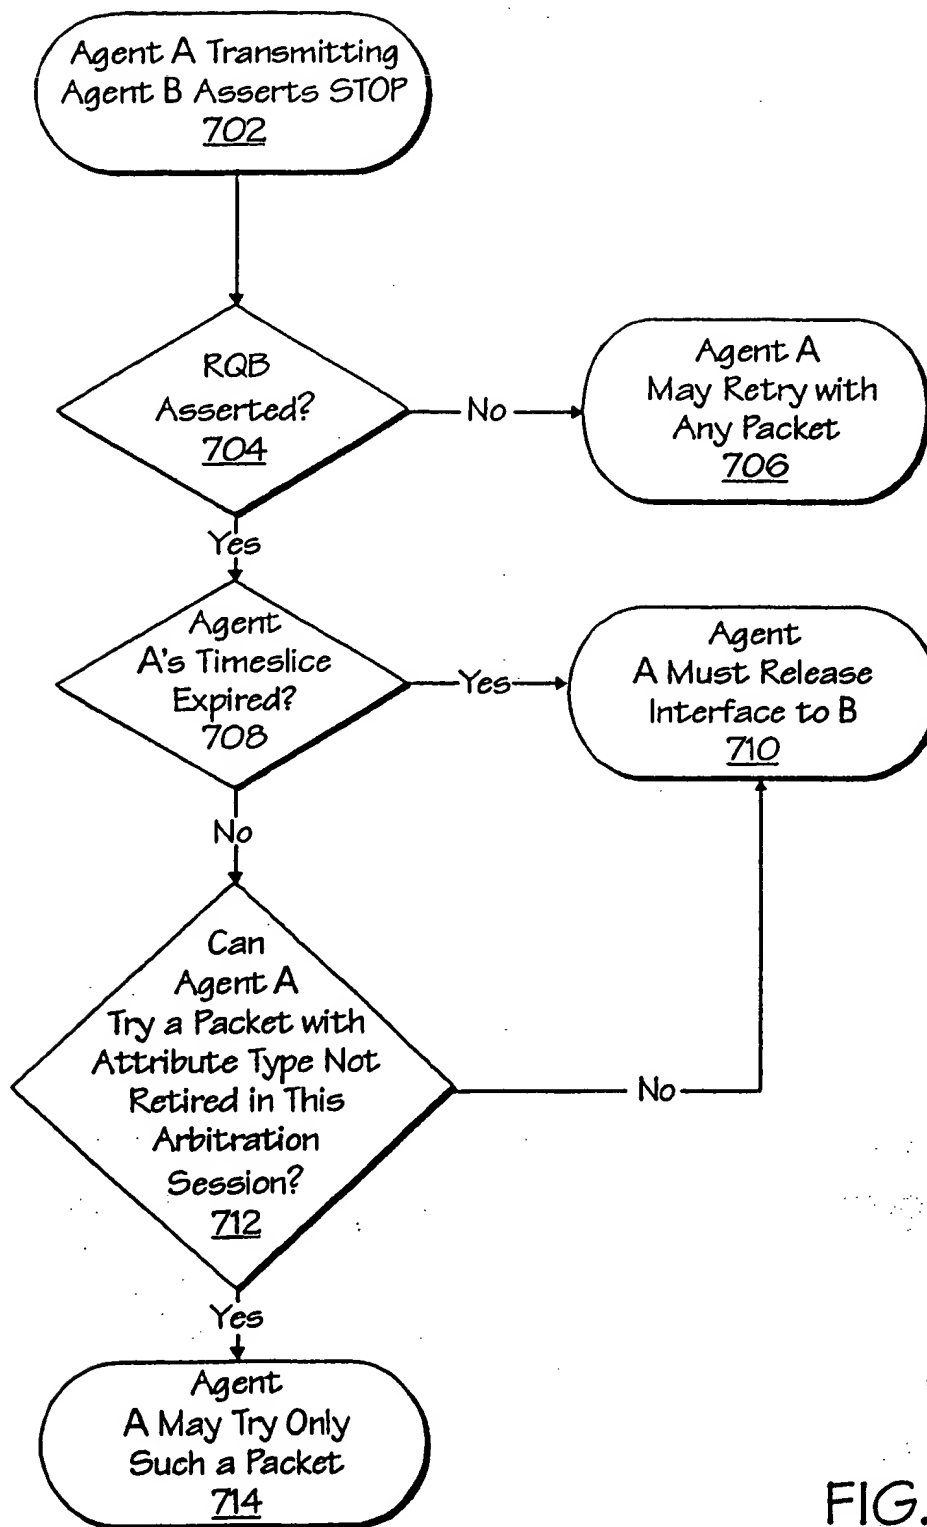 Agent A Transmitting
Agent B Asserts STOP
702
RQB
Asserted?
704
No
Agent A
May Retry with
Any Packet
706
Yes
Agent
A's Timeslice
Expired?
708
Yes
Agent
A Must Release
Interface to B
710
No
Can
Agent A
Try a Packet with
Attribute Type Not
Retired in This
Arbitration
Session?
712
No
Yes
Agent
A May Try Only
Such a Packet
714
FIG.